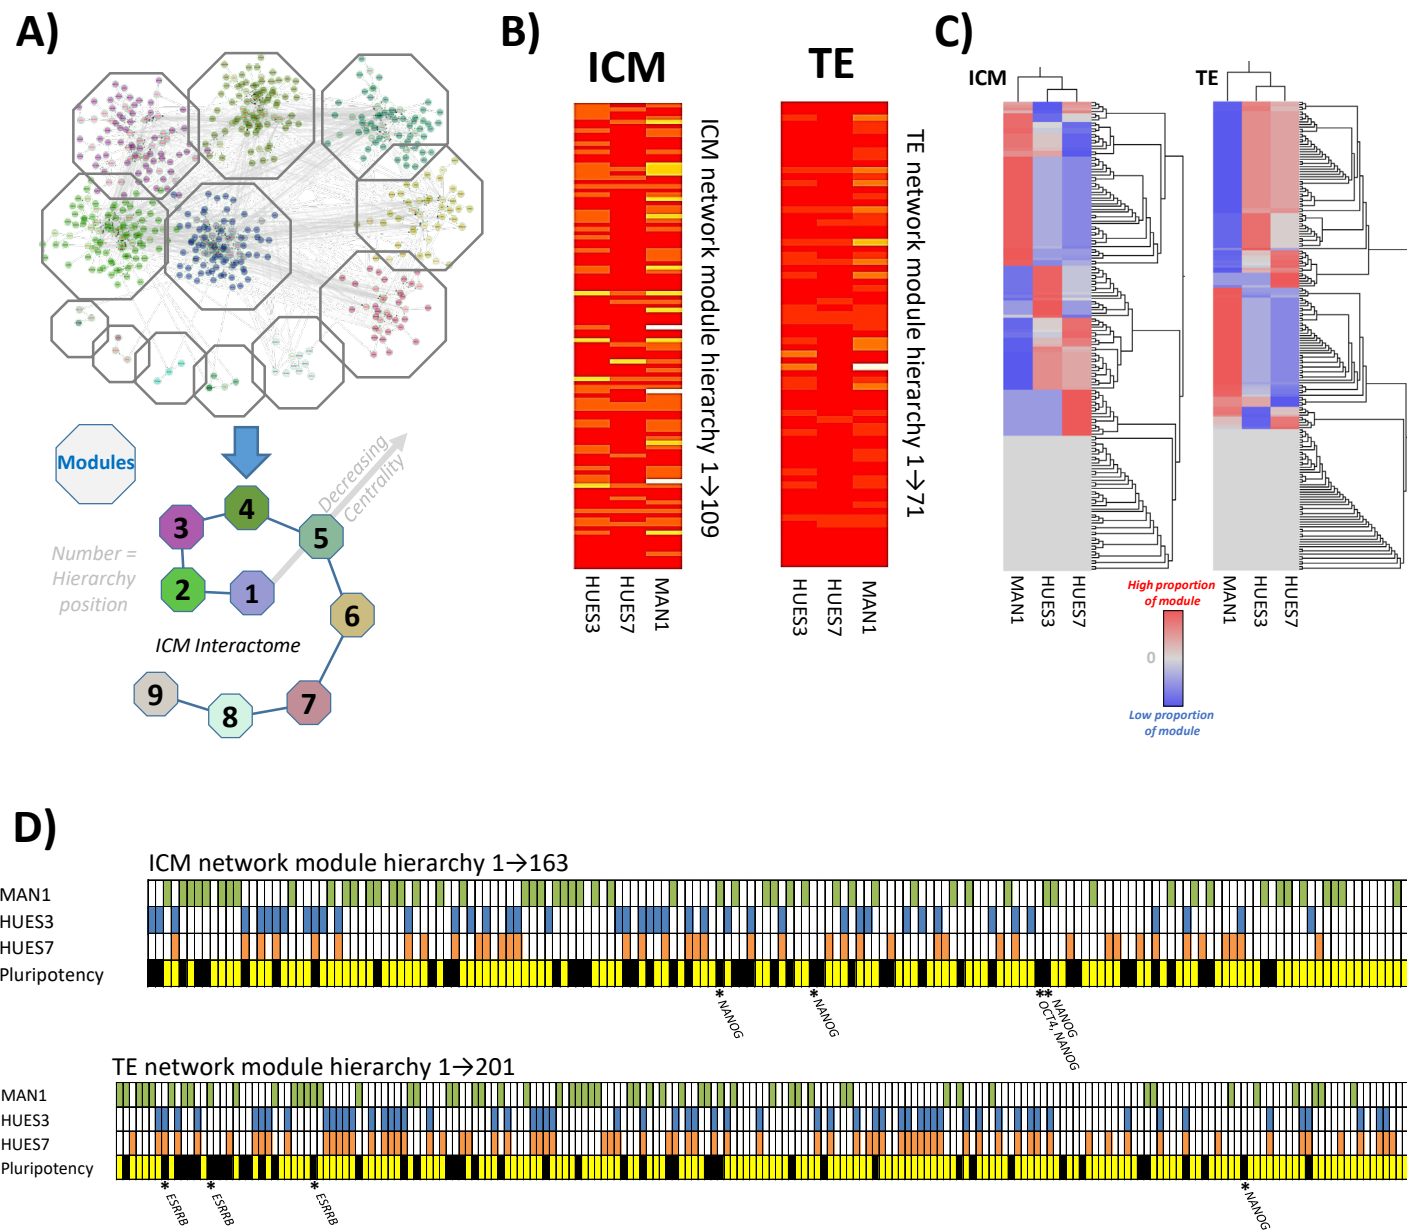 A)
Modules
Decreasing
Centrality
Number =
Hierarchy
position
1
2
3
4
5
6
7
8
9
ICM Interactome
B)
ICM
TE
ICM network module hierarchy 1→109
TE network module hierarchy 1→71
HUES3
HUES7
MAN1
HUES3
HUES7
MAN1
C)
ICM
TE
MAN1
HUES3
HUES7
MAN1
HUES3
HUES7
High proportion
of module
0
Low proportion
of module
D)
ICM network module hierarchy 1→163
MAN1
HUES3
HUES7
Pluripotency
* NANOG
* NANOG
* OCT4, NANOG
* NANOG
TE network module hierarchy 1→201
MAN1
HUES3
HUES7
Pluripotency
* ESRRB
* ESRRB
* ESRRB
* NANOG